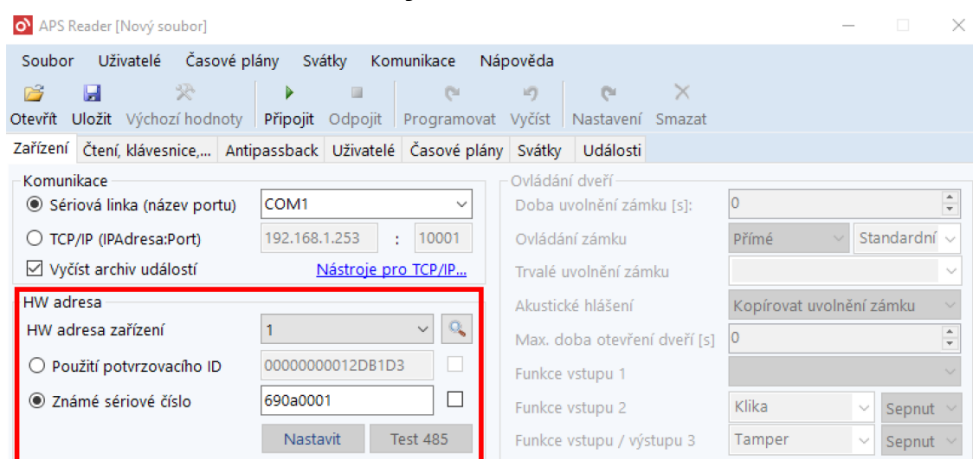 APS Reader [Nový soubor]
Soubor Uživatelé Časové plány Svátky Komunikace Nápověda
Otevřít Uložit Výchozí hodnoty Připojit Odpojit Programovat Vyčíst Nastavení Smazat
Zařízení Čtení, klávesnice,... Antipassback Uživatelé Časové plány Svátky Události
Komunikace
Sériová linka (název portu) COM1
TCP/IP (IPAdresa:Port) 192.168.1.253 : 10001
Vyčíst archiv událostí Nástroje pro TCP/IP...
HW adresa
HW adresa zařízení 1
Použití potvrzovacího ID 00000000012DB1D3
Známé sériové číslo 690a0001
Nastavit Test 485
Ovládání dveří
Doba uvolnění zámku [s]: 0
Ovládání zámku Přímé Standardní
Trvalé uvolnění zámku
Akustické hlášení Kopírovat uvolnění zámku
Max. doba otevření dveří [s] 0
Funkce vstupu 1
Funkce vstupu 2 Klika Sepnut
Funkce vstupu / výstupu 3 Tamper Sepnut